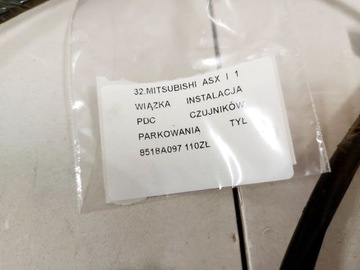 32.MITSUBISHI ASX I 1
WIĄZKA INSTALACJA
PDC CZUJNIKÓW
PARKOWANIA TYŁ
8518A097 110ZŁ